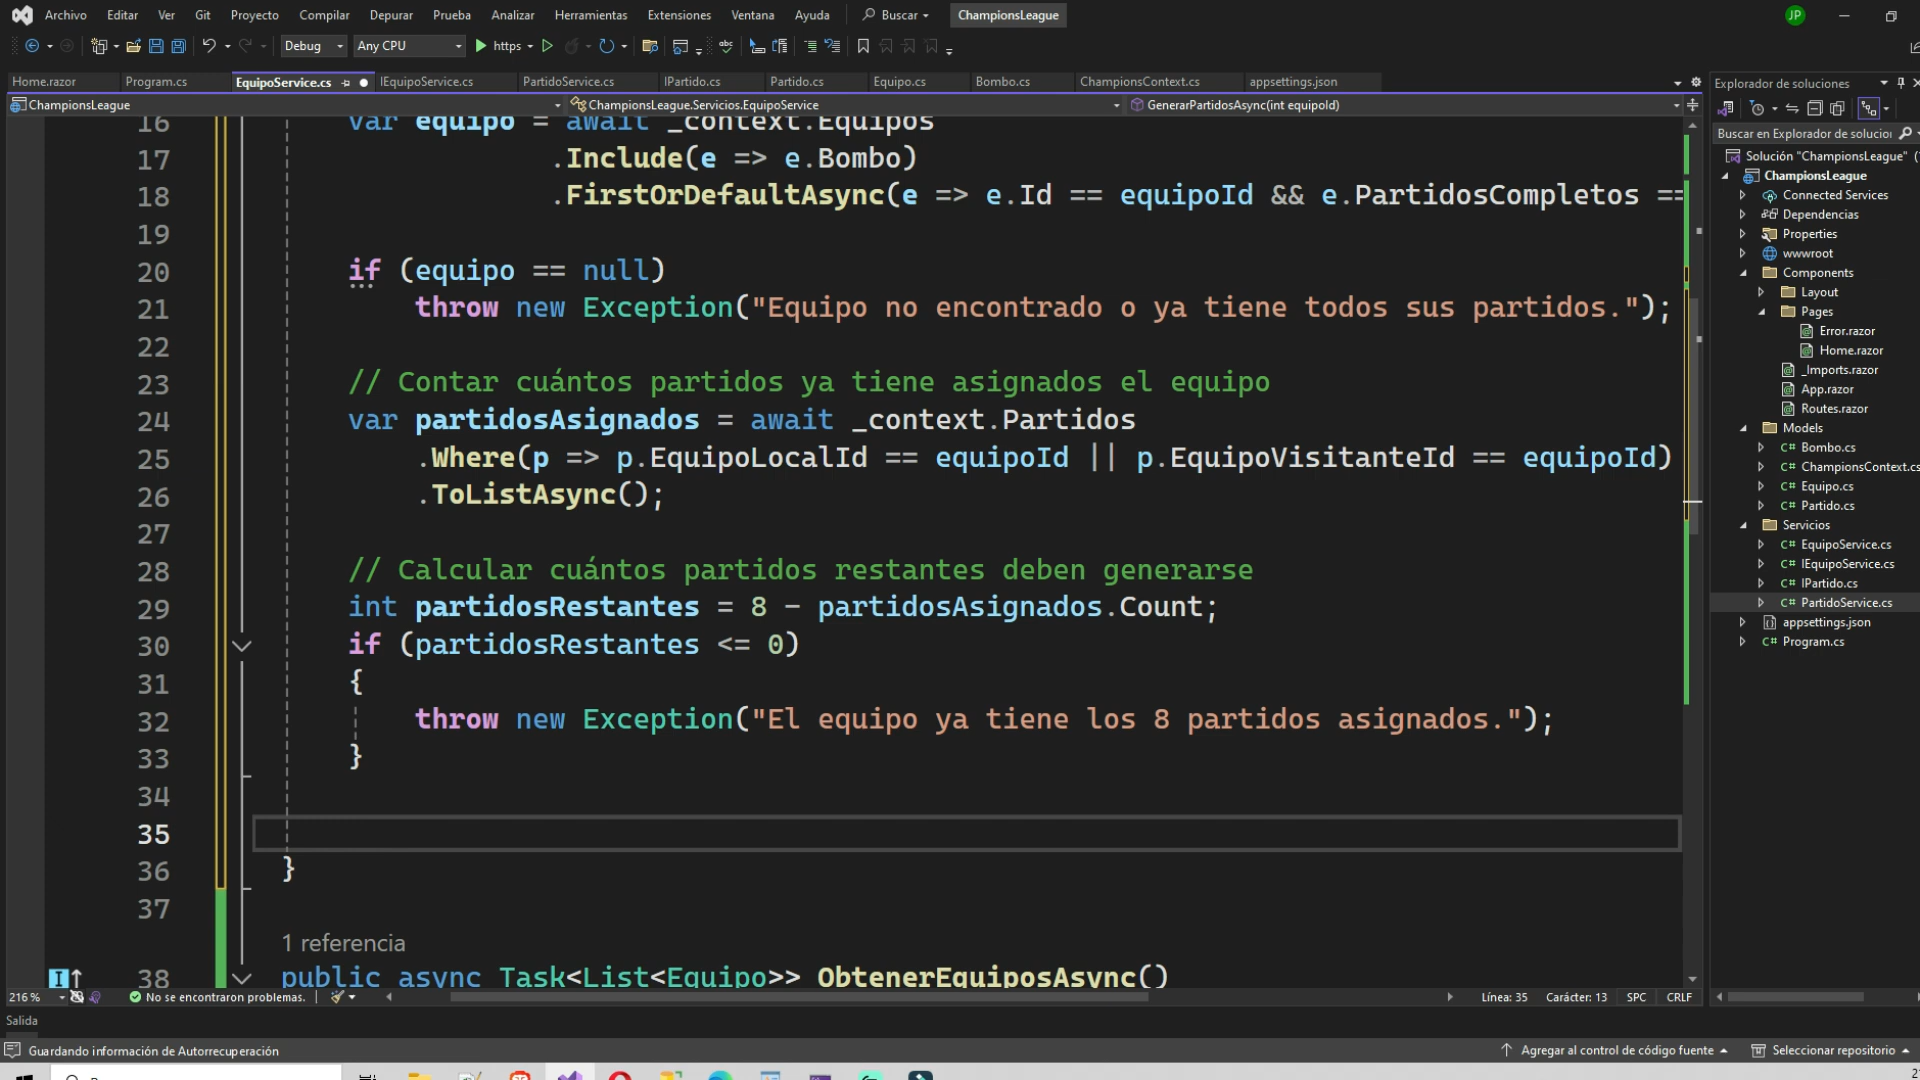 Archivo Editar Ver Git Proyecto Compilar Depurar Prueba Analizar Herramientas Extensiones Ventana Ayuda Buscar ChampionsLeague JP
Debug Any CPU https
Home.razor Program.cs EquipoService.cs IEquipoService.cs PartidoService.cs IPartido.cs Partido.cs Equipo.cs Bombo.cs ChampionsContext.cs appsettings.json
ChampionsLeague ChampionsLeague.Servicios.EquipoService GenerarPartidosAsync(int equipoId)
16 var equipo = await _context.Equipos
17 .Include(e => e.Bombo)
18 .FirstOrDefaultAsync(e => e.Id == equipoId && e.PartidosCompletos ==
19
20 if (equipo == null)
21 throw new Exception("Equipo no encontrado o ya tiene todos sus partidos.");
22
23 // Contar cuántos partidos ya tiene asignados el equipo
24 var partidosAsignados = await _context.Partidos
25 .Where(p => p.EquipoLocalId == equipoId || p.EquipoVisitanteId == equipoId)
26 .ToListAsync();
27
28 // Calcular cuántos partidos restantes deben generarse
29 int partidosRestantes = 8 - partidosAsignados.Count;
30 if (partidosRestantes <= 0)
31 {
32 throw new Exception("El equipo ya tiene los 8 partidos asignados.");
33 }
34
35
36 }
37
1 referencia
38 public async Task<List<Equipo>> ObtenerEquiposAsync()
216 % No se encontraron problemas. Línea: 35 Carácter: 13 SPC CRLF
Salida
Guardando información de Autorrecuperación Agregar al control de código fuente Seleccionar repositorio
Explorador de soluciones
Buscar en Explorador de solucion
Solución "ChampionsLeague" (
ChampionsLeague
Connected Services
Dependencias
Properties
wwwroot
Components
Layout
Pages
Error.razor
Home.razor
_Imports.razor
App.razor
Routes.razor
Models
C# Bombo.cs
C# ChampionsContext.cs
C# Equipo.cs
C# Partido.cs
Servicios
C# EquipoService.cs
C# IEquipoService.cs
C# IPartido.cs
C# PartidoService.cs
appsettings.json
C# Program.cs